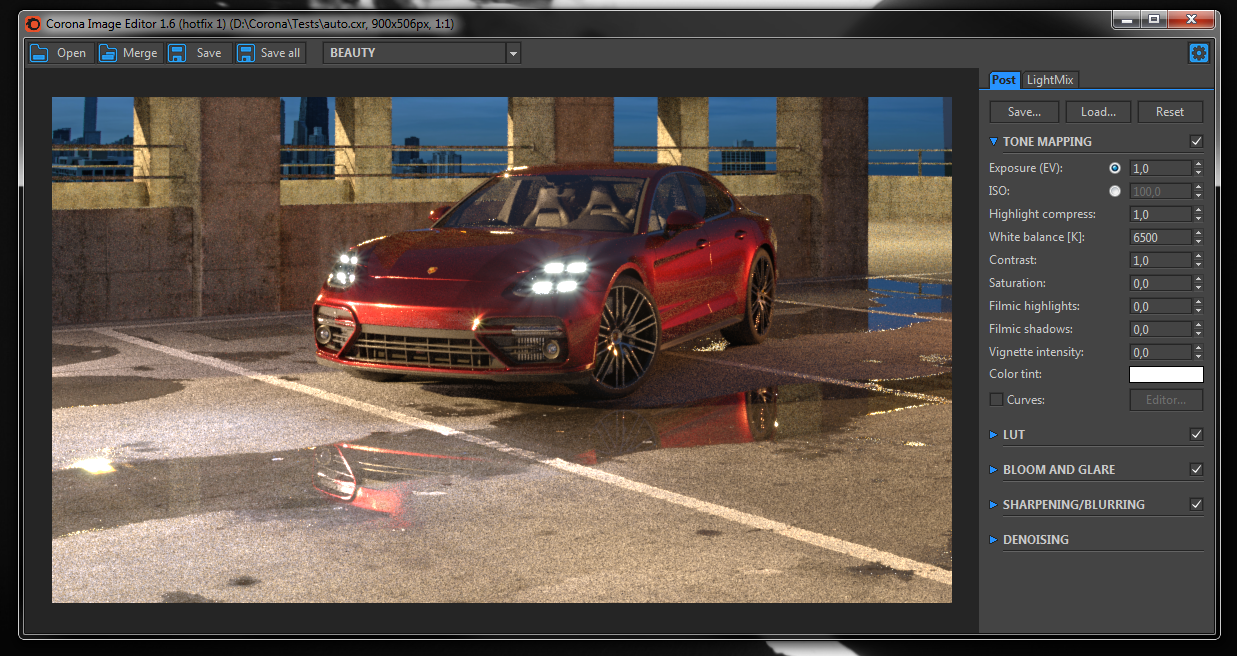 Corona Image Editor 1.6 (hotfix 1) (D:\Corona\Tests\auto.cxr, 900x506px, 1:1)
Open Merge Save Save all BEAUTY
Post LightMix
Save... Load... Reset
TONE MAPPING
Exposure (EV): 1,0
ISO: 100,0
Highlight compress: 1,0
White balance [K]: 6500
Contrast: 1,0
Saturation: 0,0
Filmic highlights: 0,0
Filmic shadows: 0,0
Vignette intensity: 0,0
Color tint:
Curves: Editor...
LUT
BLOOM AND GLARE
SHARPENING/BLURRING
DENOISING